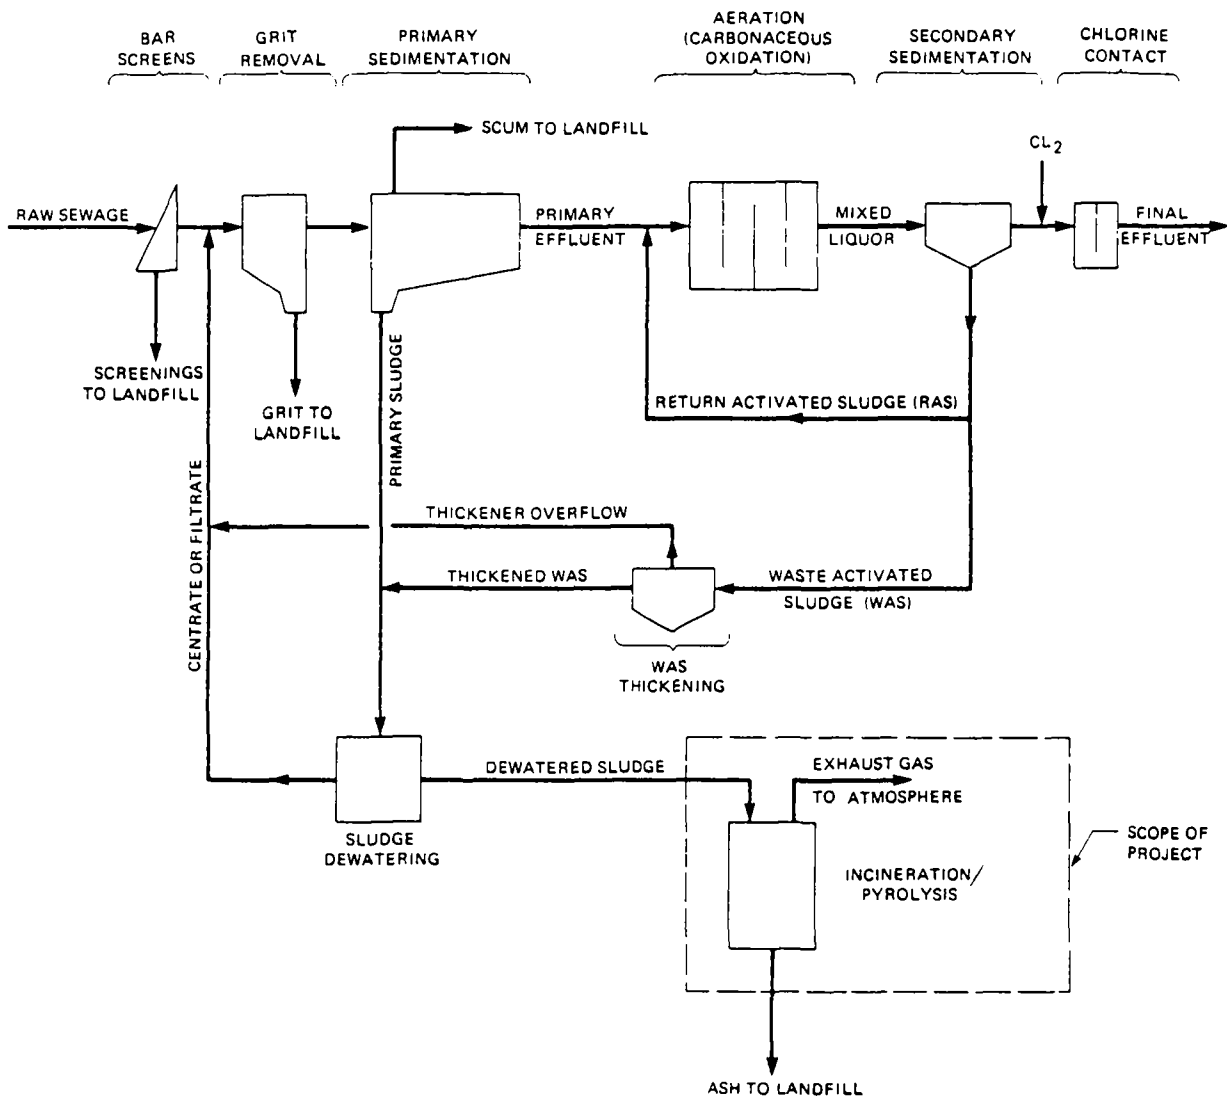 BAR
SCREENS
GRIT
REMOVAL
PRIMARY
SEDIMENTATION
AERATION
(CARBONACEOUS
OXIDATION)
SECONDARY
SEDIMENTATION
CHLORINE
CONTACT
SCUM TO LANDFILL
CL2
RAW SEWAGE
PRIMARY
EFFLUENT
MIXED
LIQUOR
FINAL
EFFLUENT
SCREENINGS
TO LANDFILL
GRIT TO
LANDFILL
PRIMARY SLUDGE
RETURN ACTIVATED SLUDGE (RAS)
CENTRATE OR FILTRATE
THICKENER OVERFLOW
THICKENED WAS
WASTE ACTIVATED
SLUDGE (WAS)
WAS
THICKENING
DEWATERED SLUDGE
EXHAUST GAS
TO ATMOSPHERE
SLUDGE
DEWATERING
INCINERATION/
PYROLYSIS
SCOPE OF
PROJECT
ASH TO LANDFILL